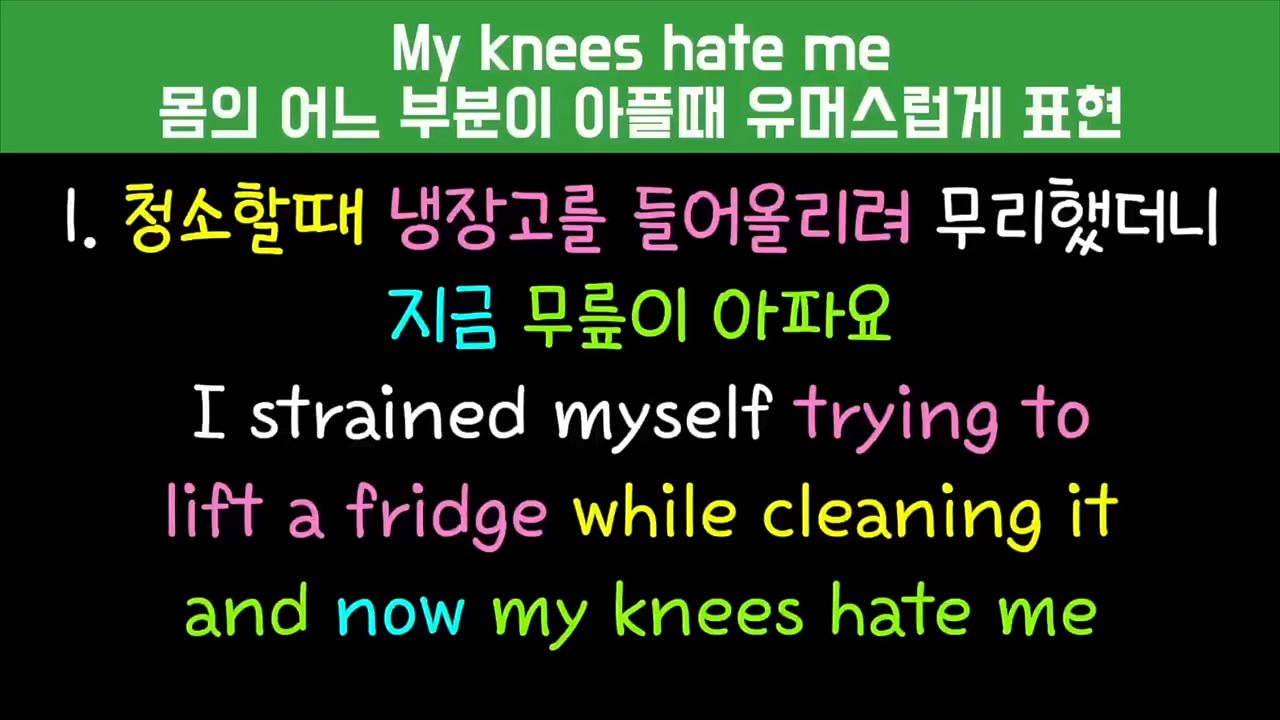 My knees hate me
몸의 어느 부분이 아플때 유머스럽게 표현
1. 청소할때 냉장고를 들어올리려 무리했더니
지금 무릎이 아파요
I strained myself trying to
lift a fridge while cleaning it
and now my knees hate me